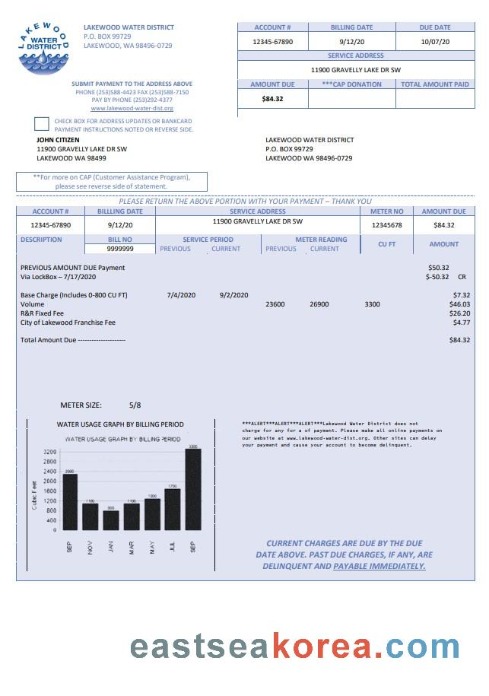 LAKEWOOD
WATER
DISTRICT
LAKEWOOD WATER DISTRICT
P.O. BOX 99729
LAKEWOOD, WA 98496-0729
SUBMIT PAYMENT TO THE ADDRESS ABOVE
PHONE (253)588-4423 FAX (253)588-7150
PAY BY PHONE (253)292-4377
www.lakewood-water-dist.org
CHECK BOX FOR ADDRESS UPDATES OR BANKCARD
PAYMENT INSTRUCTIONS NOTED OR REVERSE SIDE.
ACCOUNT # BILLING DATE DUE DATE
12345-67890 9/12/20 10/07/20
SERVICE ADDRESS
11900 GRAVELLY LAKE DR SW
AMOUNT DUE ***CAP DONATION TOTAL AMOUNT PAID
$84.32
JOHN CITIZEN
11900 GRAVELLY LAKE DR SW
LAKEWOOD WA 98499
LAKEWOOD WATER DISTRICT
P.O. BOX 99729
LAKEWOOD WA 98496-0729
**For more on CAP (Customer Assistance Program),
please see reverse side of statement.
PLEASE RETURN THE ABOVE PORTION WITH YOUR PAYMENT – THANK YOU
ACCOUNT # BILLLING DATE SERVICE ADDRESS METER NO AMOUNT DUE
12345-67890 9/12/20 11900 GRAVELLY LAKE DR SW 12345678 $84.32
DESCRIPTION BILL NO SERVICE PERIOD METER READING CU FT AMOUNT
9999999 PREVIOUS CURRENT PREVIOUS CURRENT
PREVIOUS AMOUNT DUE Payment $50.32
Via LockBox – 7/17/2020 $-50.32 CR
Base Charge (Includes 0-800 CU FT) 7/4/2020 9/2/2020 $7.32
Volume 23600 26900 3300 $46.03
R&R Fixed Fee $26.20
City of Lakewood Franchise Fee $4.77
Total Amount Due ------------------- $84.32
METER SIZE: 5/8
WATER USAGE GRAPH BY BILLING PERIOD
WATER USAGE GRAPH BY BILLING PERIOD
Cubic Feet
3200
2800
2400
2000
1600
1200
800
400
0
2300 1100 800 1100 1300 1700 3300
SEP NOV JAN MAR MAY JUL SEP
***ALERT***ALERT***ALERT***Lakewood Water District does not
charge for any for a of payment. Please make all online payments on
our website at www.lakewood-water-dist.org. Other sites can delay
your payment and cause your account to become delinquent.
CURRENT CHARGES ARE DUE BY THE DUE
DATE ABOVE. PAST DUE CHARGES, IF ANY, ARE
DELINQUENT AND PAYABLE IMMEDIATELY.
eastseakorea.com